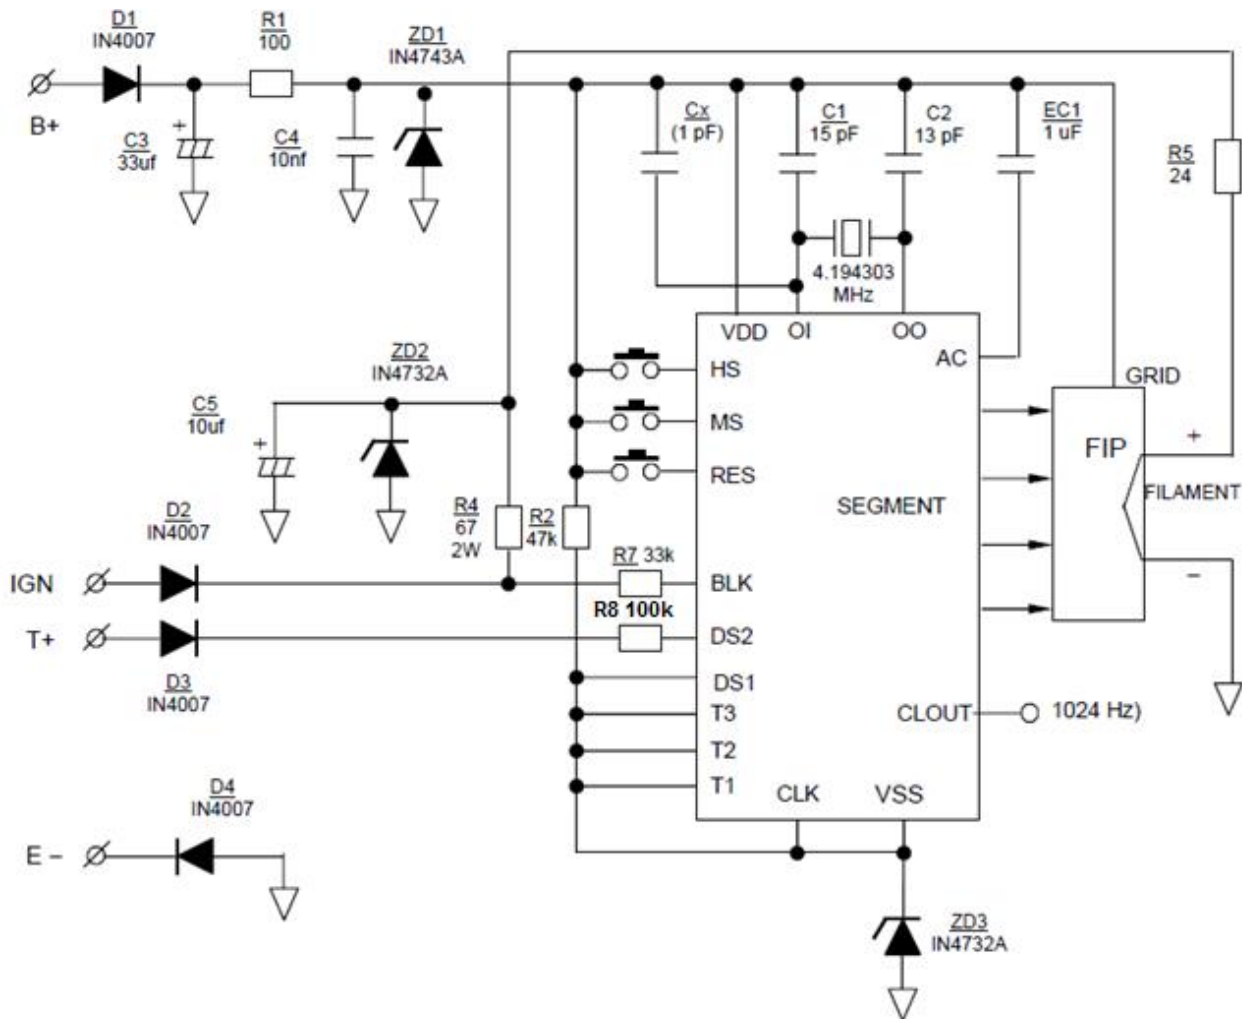 D1
IN4007
R1
100
ZD1
IN4743A
B+
+
C3
33uf
C4
10nf
Cx
(1 pF)
C1
15 pF
C2
13 pF
EC1
1 uF
R5
24
4.194303
MHz
VDD
OI
OO
AC
HS
MS
RES
SEGMENT
GRID
FIP
+
FILAMENT
−
ZD2
IN4732A
C5
10uf
+
R4
67
2W
R2
47k
D2
IN4007
IGN
R7 33k
BLK
R8 100k
T+
DS2
D3
IN4007
DS1
T3
T2
T1
CLOUT
1024 Hz)
CLK
VSS
D4
IN4007
E −
ZD3
IN4732A